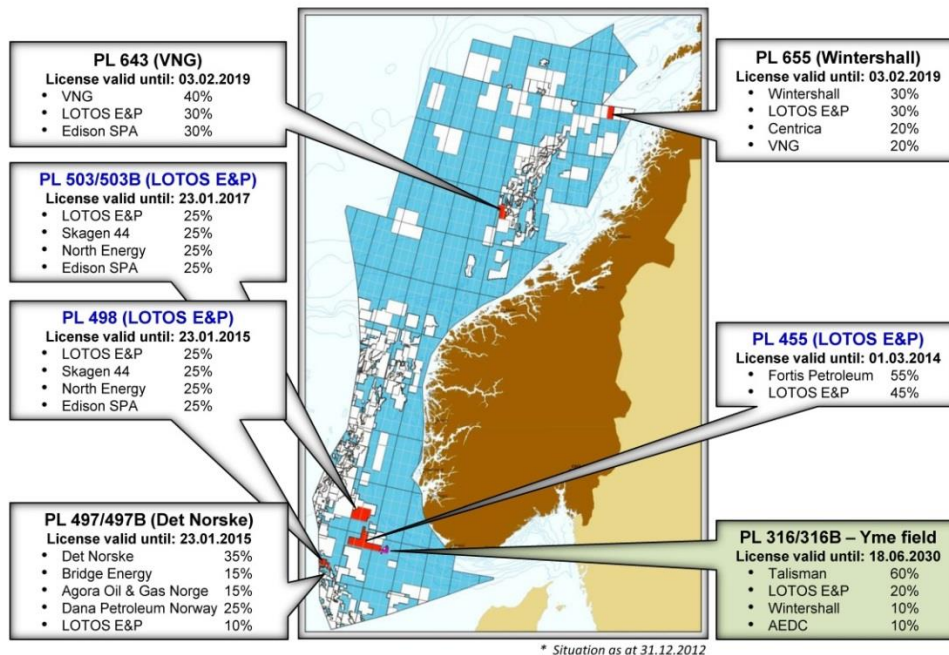 PL 643 (VNG)
License valid until: 03.02.2019
• VNG 40%
• LOTOS E&P 30%
• Edison SPA 30%
PL 503/503B (LOTOS E&P)
License valid until: 23.01.2017
• LOTOS E&P 25%
• Skagen 44 25%
• North Energy 25%
• Edison SPA 25%
PL 498 (LOTOS E&P)
License valid until: 23.01.2015
• LOTOS E&P 25%
• Skagen 44 25%
• North Energy 25%
• Edison SPA 25%
PL 497/497B (Det Norske)
License valid until: 23.01.2015
• Det Norske 35%
• Bridge Energy 15%
• Agora Oil & Gas Norge 15%
• Dana Petroleum Norway 25%
• LOTOS E&P 10%
PL 655 (Wintershall)
License valid until: 03.02.2019
• Wintershall 30%
• LOTOS E&P 30%
• Centrica 20%
• VNG 20%
PL 455 (LOTOS E&P)
License valid until: 01.03.2014
• Fortis Petroleum 55%
• LOTOS E&P 45%
PL 316/316B – Yme field
License valid until: 18.06.2030
• Talisman 60%
• LOTOS E&P 20%
• Wintershall 10%
• AEDC 10%
* Situation as at 31.12.2012